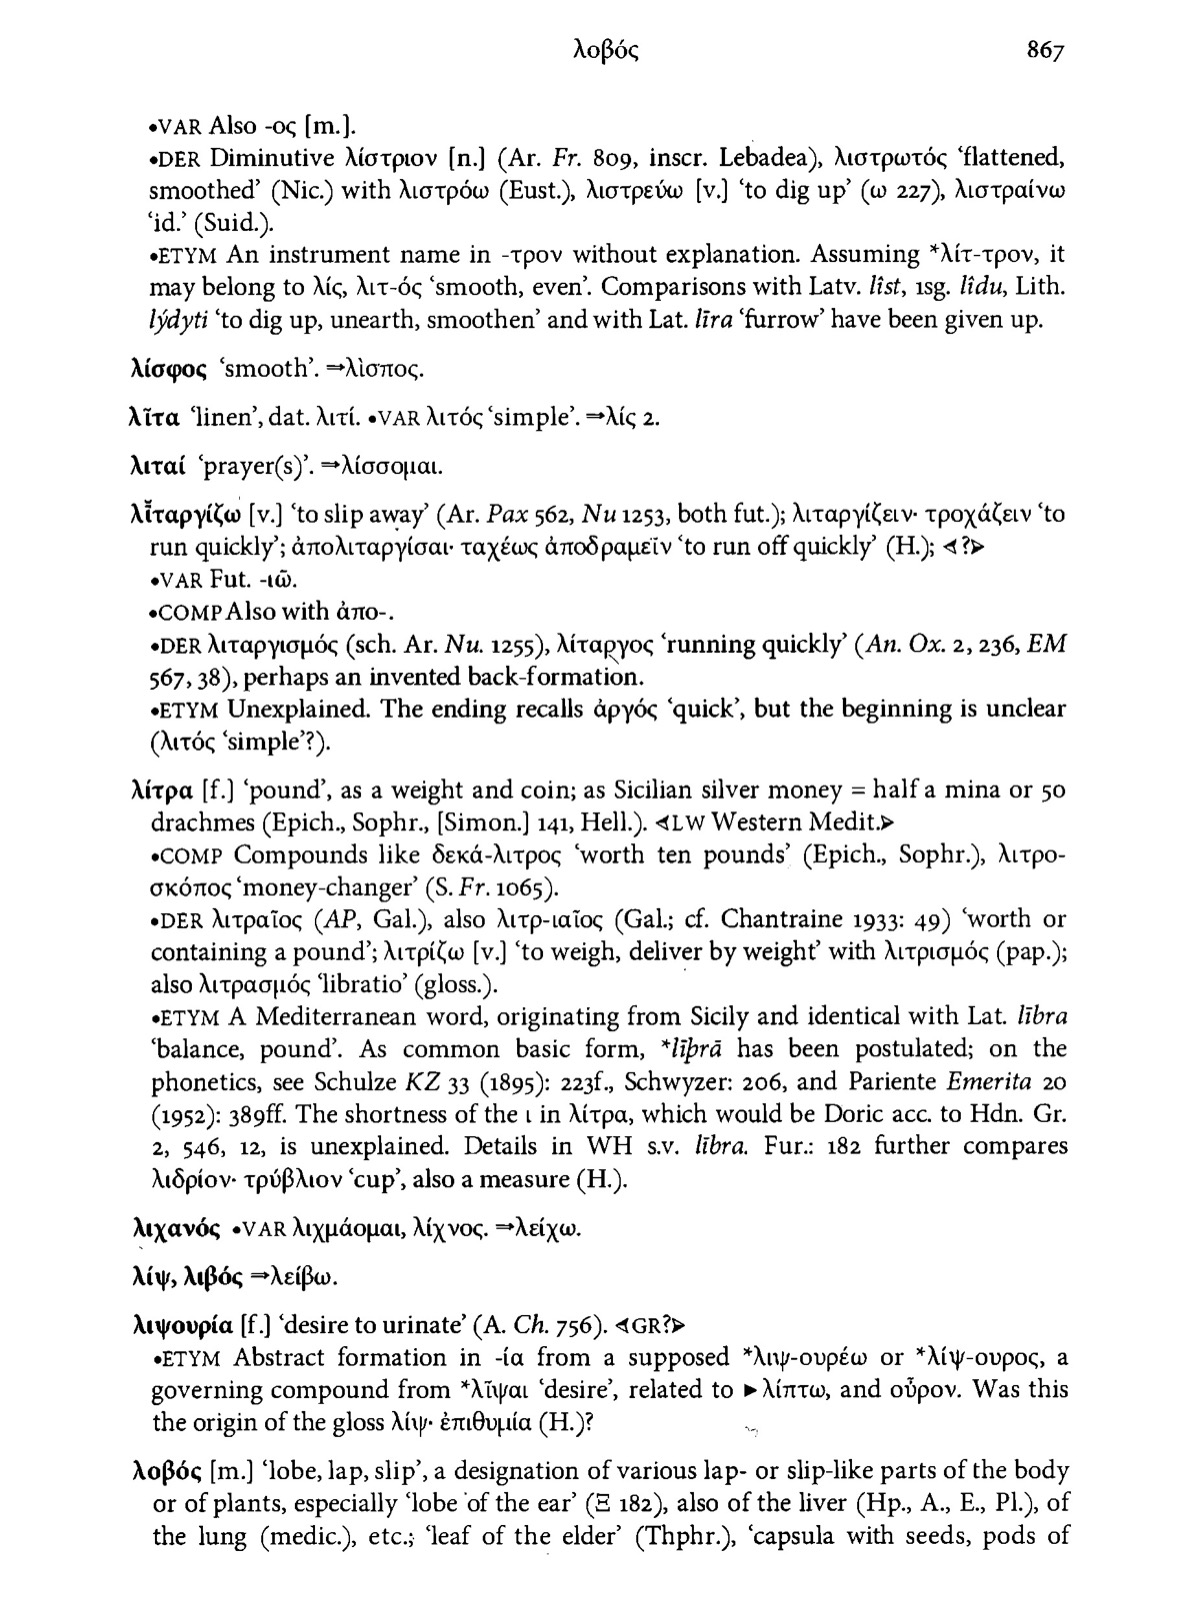 λοβός 867
•VAR Also -ος [m.].
•DER Diminutive λίστριον [n.] (Ar. Fr. 809, inscr. Lebadea), λιστρωτός ‘flattened,
smoothed’ (Nic.) with λιστρόω (Eust.), λιστρεύω [v.] ‘to dig up’ (ω 227), λιστραίνω
‘id.’ (Suid.).
•ETYM An instrument name in -τρον without explanation. Assuming *λίτ-τρον, it
may belong to λίς, λιτ-ός ‘smooth, even’. Comparisons with Latv. lîst, 1sg. lîdu, Lith.
lýdyti ‘to dig up, unearth, smoothen’ and with Lat. līra ‘furrow’ have been given up.
λίσφος ‘smooth’. ⇒λὶσπος.
λῖτα ‘linen’, dat. λιτί. •VAR λιτός ‘simple’. ⇒λίς 2.
λιταί ‘prayer(s)’. ⇒λίσσομαι.
λῑ̆ταργίζω [v.] ‘to slip away’ (Ar. Pax 562, Nu 1253, both fut.); λιταργίζειν· τροχάζειν ‘to
run quickly’; ἀπολιταργίσαι· ταχέως ἀποδραμεῖν ‘to run off quickly’ (H.); ◁?▷
•VAR Fut. -ιῶ.
•COMP Also with ἀπο-.
•DER λιταργισμός (sch. Ar. Nu. 1255), λίταργος ‘running quickly’ (An. Ox. 2, 236, EM
567, 38), perhaps an invented back-formation.
•ETYM Unexplained. The ending recalls ἀργός ‘quick’, but the beginning is unclear
(λιτός ‘simple’?).
λίτρα [f.] ‘pound’, as a weight and coin; as Sicilian silver money = half a mina or 50
drachmes (Epich., Sophr., [Simon.] 141, Hell.). ◁LW Western Medit.▷
•COMP Compounds like δεκά-λιτρος ‘worth ten pounds’ (Epich., Sophr.), λιτρο-
σκόπος ‘money-changer’ (S. Fr. 1065).
•DER λιτραῖος (AP, Gal.), also λιτρ-ιαῖος (Gal.; cf. Chantraine 1933: 49) ‘worth or
containing a pound’; λιτρίζω [v.] ‘to weigh, deliver by weight’ with λιτρισμός (pap.);
also λιτρασμός ‘libratio’ (gloss.).
•ETYM A Mediterranean word, originating from Sicily and identical with Lat. lībra
‘balance, pound’. As common basic form, *līþrā has been postulated; on the
phonetics, see Schulze KZ 33 (1895): 223f., Schwyzer: 206, and Pariente Emerita 20
(1952): 389ff. The shortness of the ι in λίτρα, which would be Doric acc. to Hdn. Gr.
2, 546, 12, is unexplained. Details in WH s.v. lībra. Fur.: 182 further compares
λιδρίον· τρύβλιον ‘cup’, also a measure (H.).
λιχανός •VAR λιχμάομαι, λίχνος. ⇒λείχω.
λίψ, λιβός ⇒λείβω.
λιψουρία [f.] ‘desire to urinate’ (A. Ch. 756). ◁GR?▷
•ETYM Abstract formation in -ία from a supposed *λιψ-ουρέω or *λίψ-ουρος, a
governing compound from *λῖψαι ‘desire’, related to ►λίπτω, and οὖρον. Was this
the origin of the gloss λίψ· ἐπιθυμία (H.)?
λοβός [m.] ‘lobe, lap, slip’, a designation of various lap- or slip-like parts of the body
or of plants, especially ‘lobe of the ear’ (Ξ 182), also of the liver (Hp., A., E., Pl.), of
the lung (medic.), etc.; ‘leaf of the elder’ (Thphr.), ‘capsula with seeds, pods of